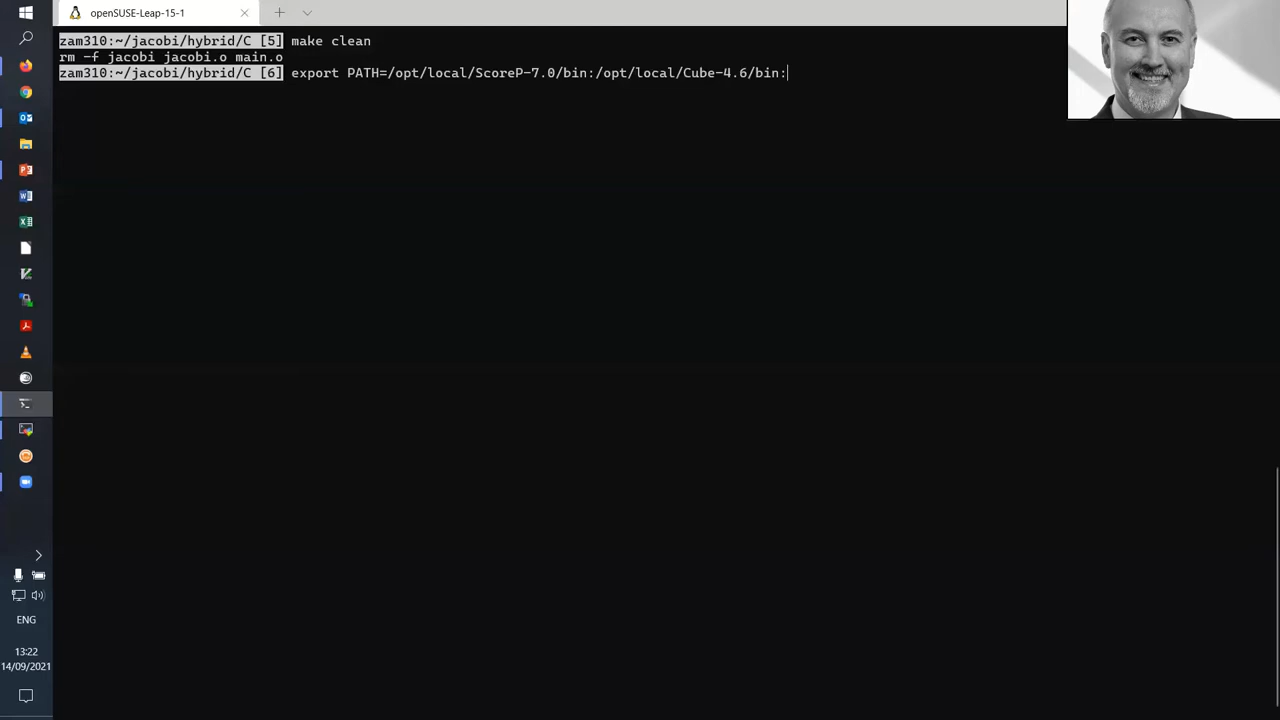 openSUSE-Leap-15-1
zam310:~/jacobi/hybrid/C [5] make clean
rm -f jacobi jacobi.o main.o
zam310:~/jacobi/hybrid/C [6] export PATH=/opt/local/ScoreP-7.0/bin:/opt/local/Cube-4.6/bin:
ENG
13:22
14/09/2021